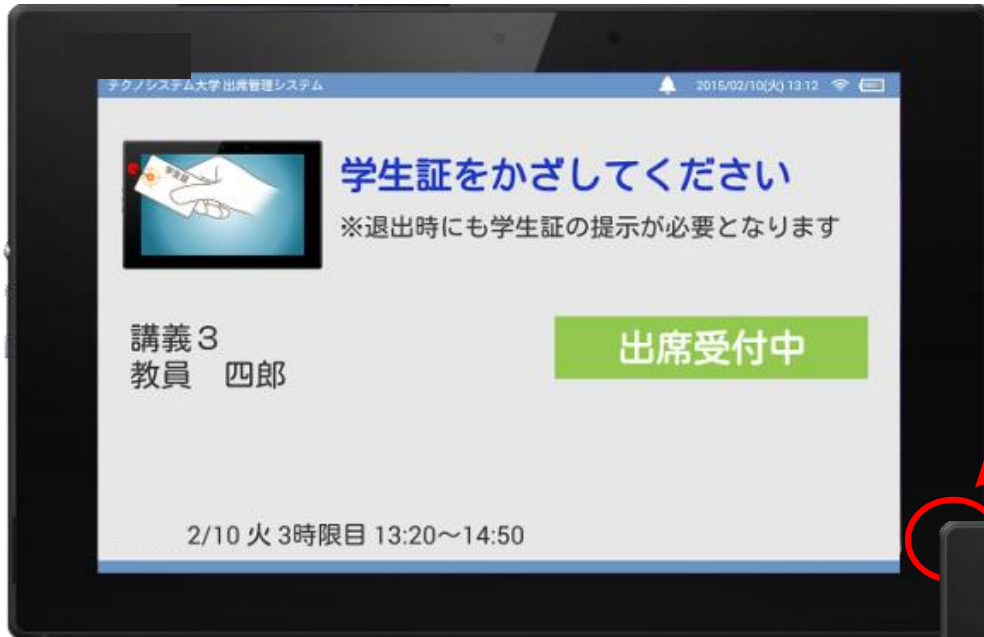 テクノシステム大学 出席管理システム
2015/02/10(火) 13:12
学生証
学生証をかざしてください
※退出時にも学生証の提示が必要となります
講義３
教員　四郎
出席受付中
2/10 火 3時限目 13:20～14:50